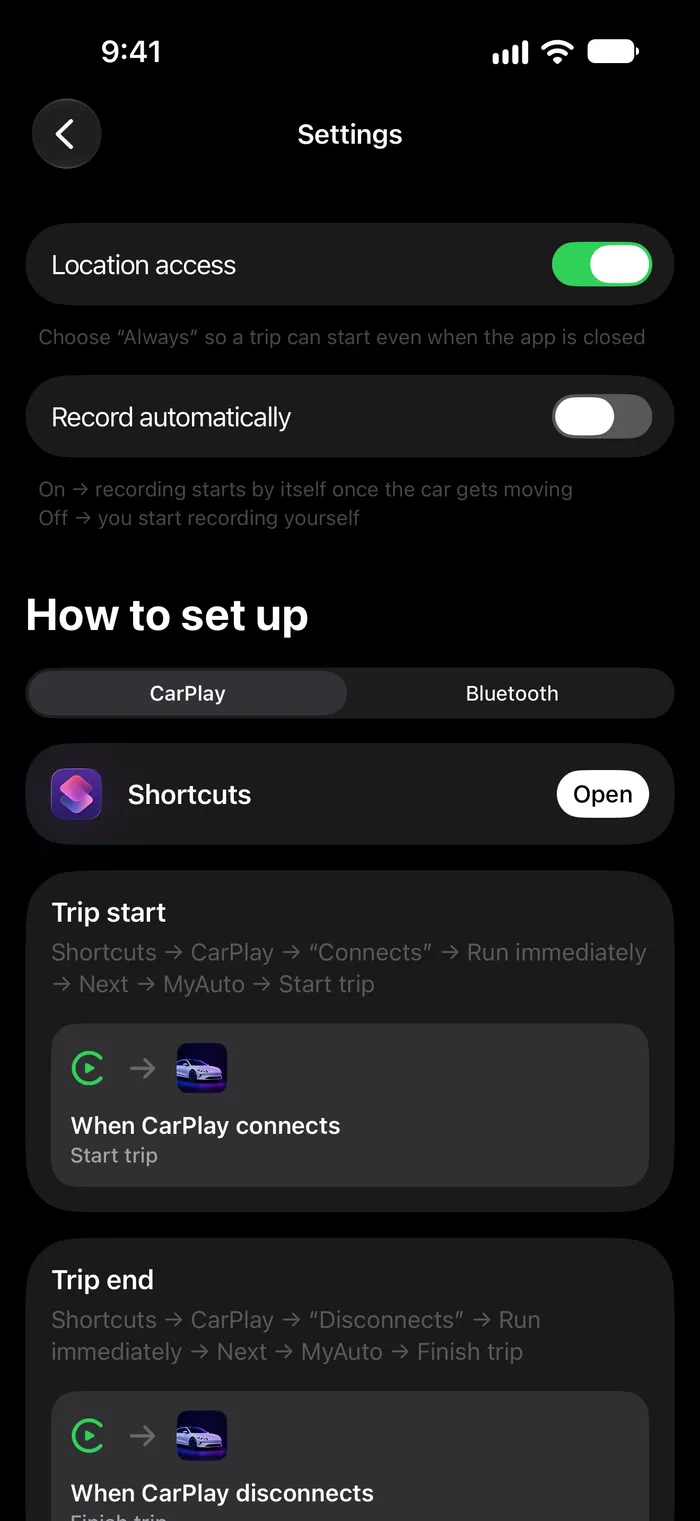 9:41
Settings
Location access
Choose “Always” so a trip can start even when the app is closed
Record automatically
On → recording starts by itself once the car gets moving
Off → you start recording yourself
How to set up
CarPlay
Bluetooth
Shortcuts
Open
Trip start
Shortcuts → CarPlay → “Connects” → Run immediately
→ Next → MyAuto → Start trip
When CarPlay connects
Start trip
Trip end
Shortcuts → CarPlay → “Disconnects” → Run
immediately → Next → MyAuto → Finish trip
When CarPlay disconnects
Finish trip